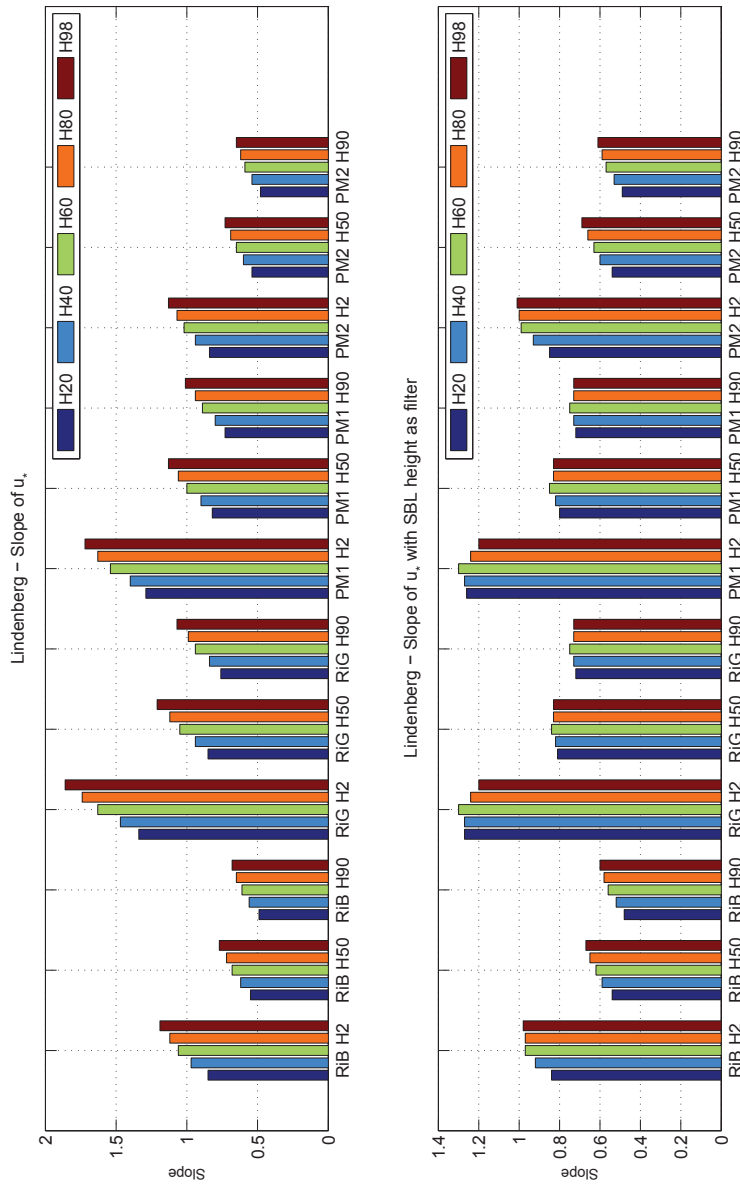 Lindenberg − Slope of u*
H20 H40 H60 H80 H98
Slope
2
1.5
1
0.5
0
RiB H2 RiB H50 RiB H90 RiG H2 RiG H50 RiG H90 PM1 H2 PM1 H50 PM1 H90 PM2 H2 PM2 H50 PM2 H90
Lindenberg − Slope of u* with SBL height as filter
H20 H40 H60 H80 H98
Slope
1.4
1.2
1
0.8
0.6
0.4
0.2
0
RiB H2 RiB H50 RiB H90 RiG H2 RiG H50 RiG H90 PM1 H2 PM1 H50 PM1 H90 PM2 H2 PM2 H50 PM2 H90